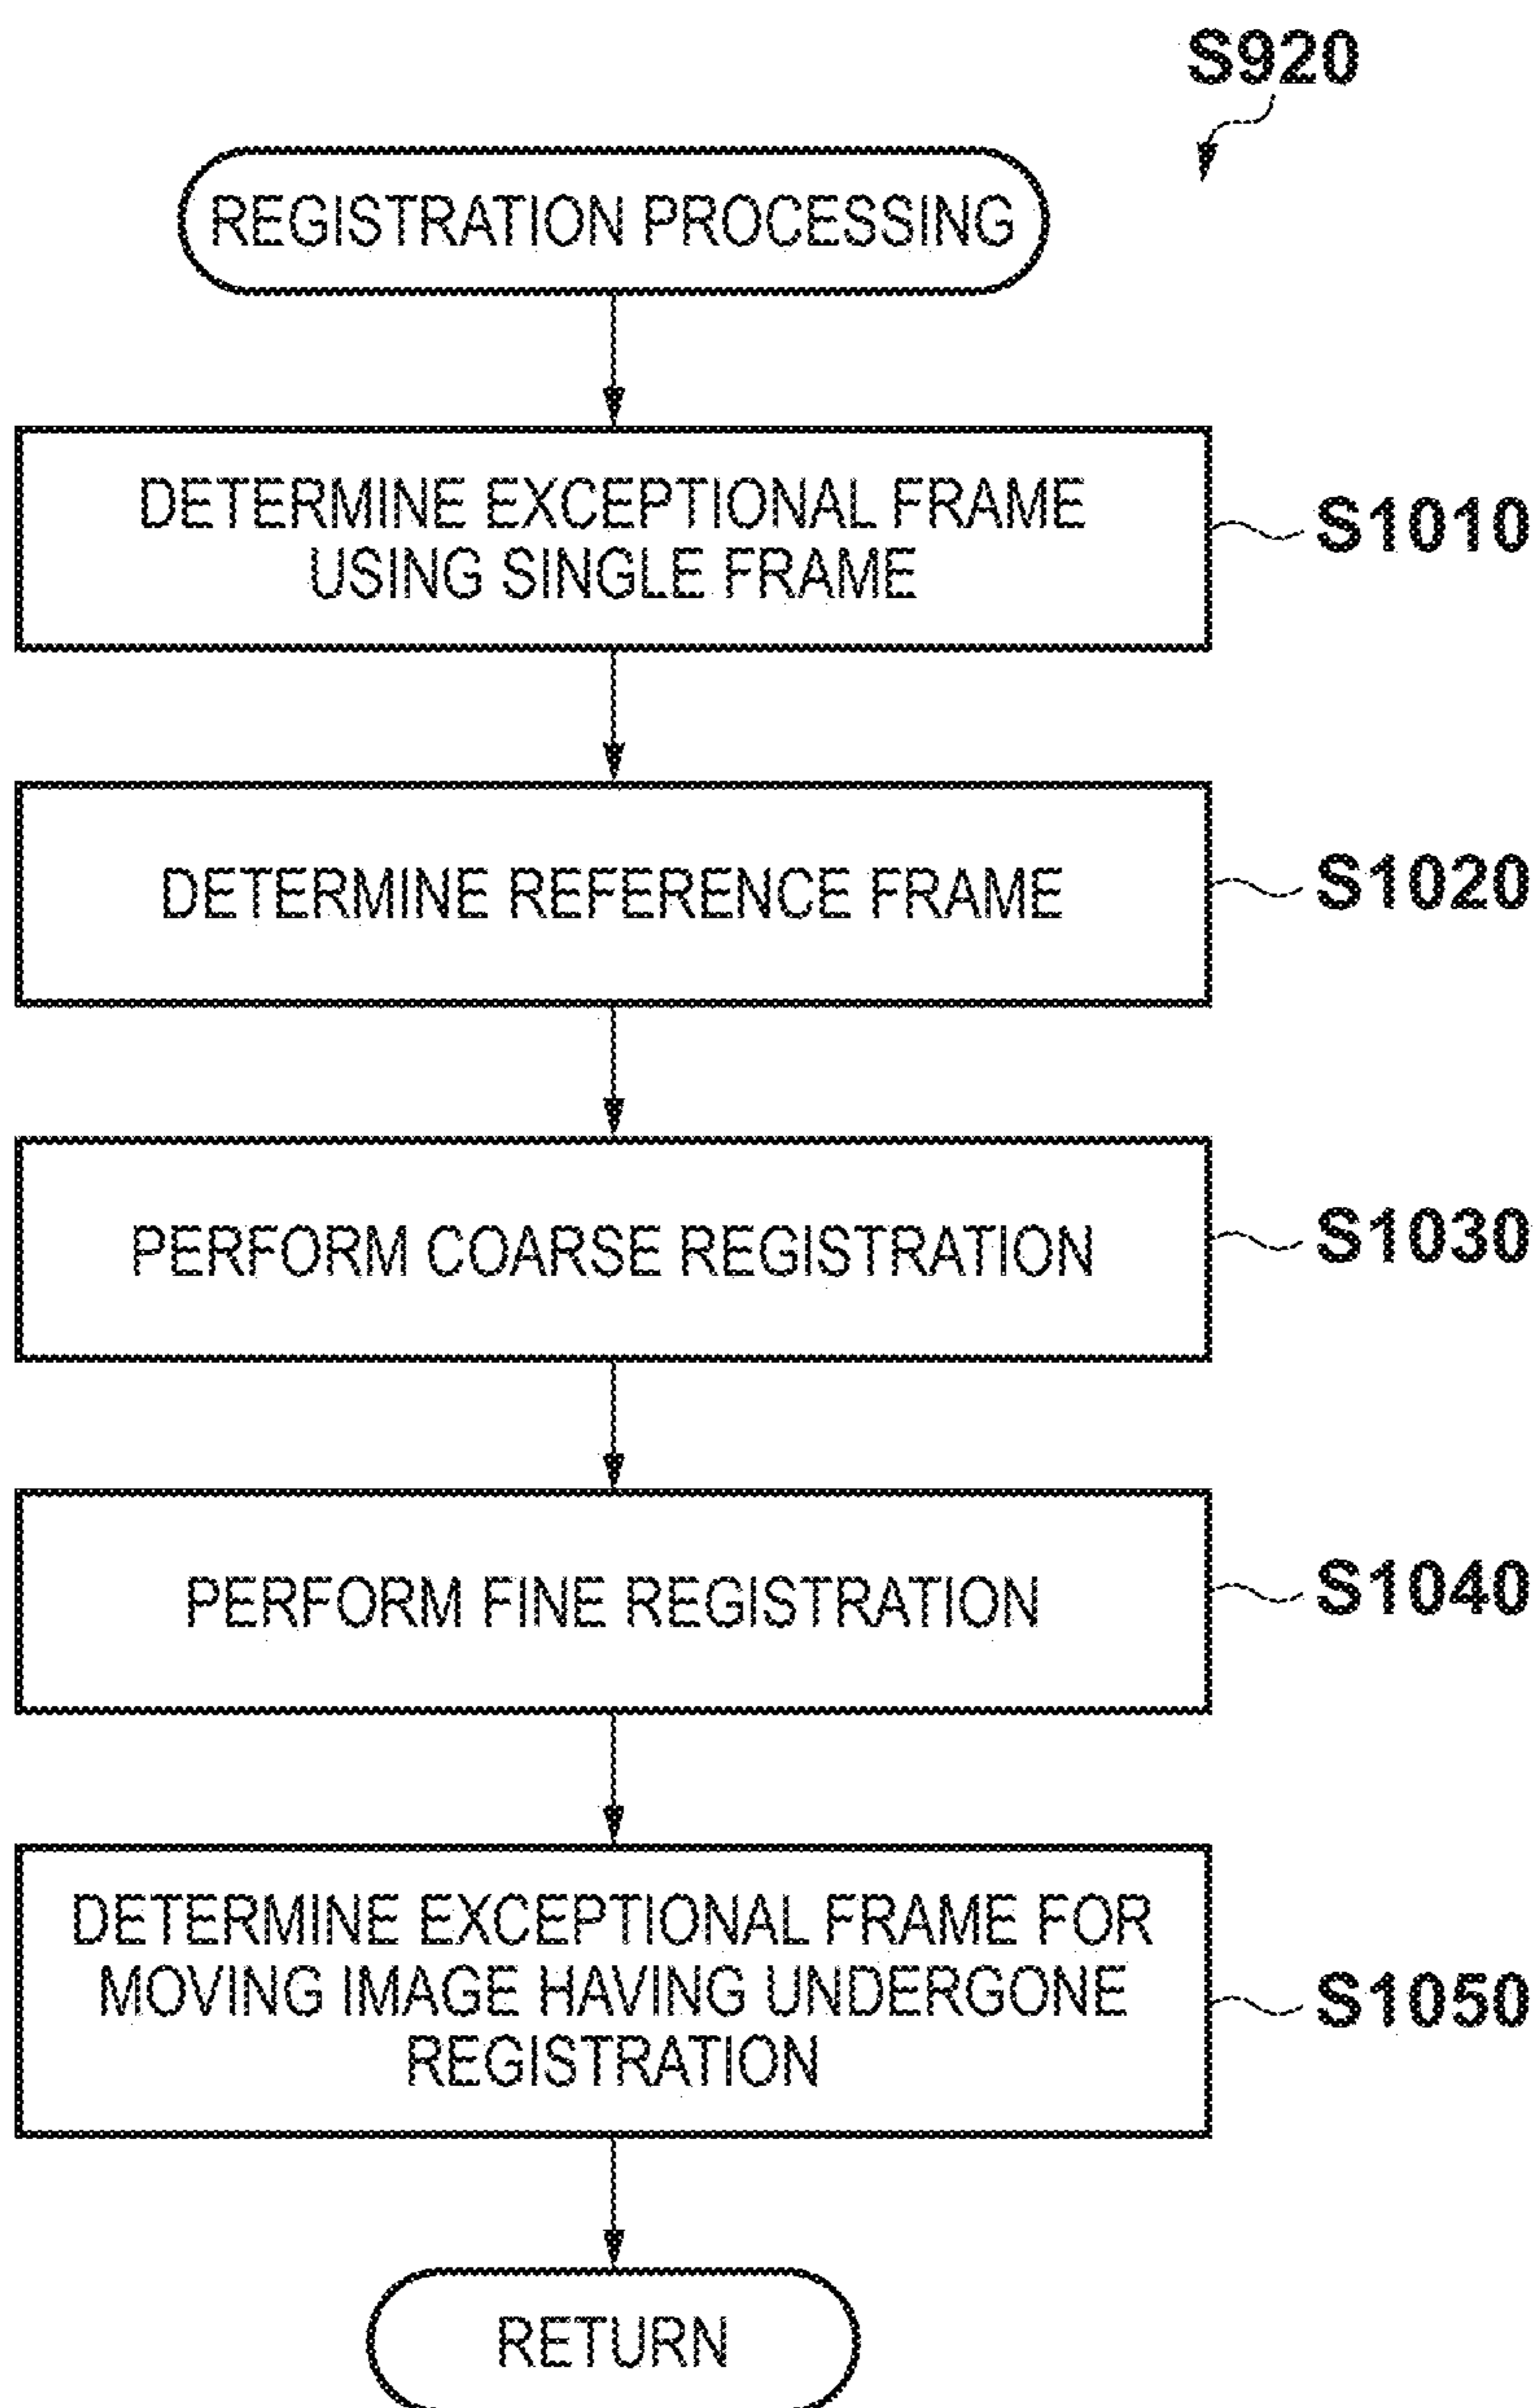 S920
REGISTRATION PROCESSING
DETERMINE EXCEPTIONAL FRAME
USING SINGLE FRAME
S1010
DETERMINE REFERENCE FRAME
S1020
PERFORM COARSE REGISTRATION
S1030
PERFORM FINE REGISTRATION
S1040
DETERMINE EXCEPTIONAL FRAME FOR
MOVING IMAGE HAVING UNDERGONE
REGISTRATION
S1050
RETURN